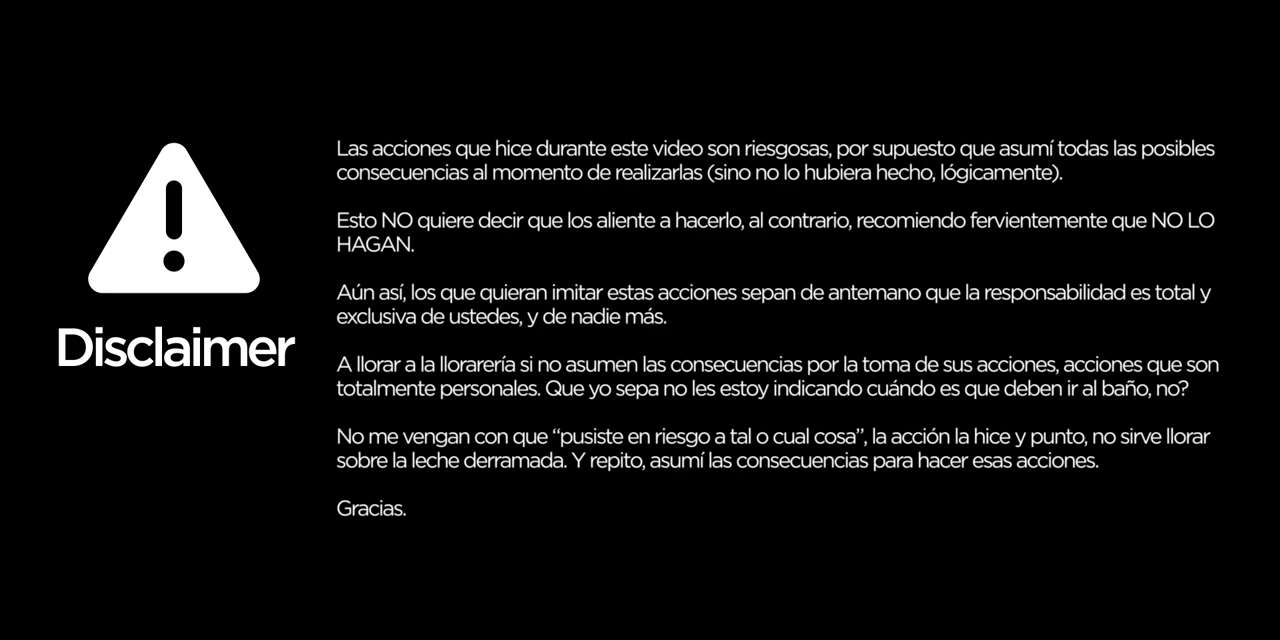 Disclaimer
Las acciones que hice durante este video son riesgosas, por supuesto que asumí todas las posibles
consecuencias al momento de realizarlas (sino no lo hubiera hecho, lógicamente).
Esto NO quiere decir que los aliente a hacerlo, al contrario, recomiendo fervientemente que NO LO
HAGAN.
Aún así, los que quieran imitar estas acciones sepan de antemano que la responsabilidad es total y
exclusiva de ustedes, y de nadie más.
A llorar a la llorarería si no asumen las consecuencias por la toma de sus acciones, acciones que son
totalmente personales. Que yo sepa no les estoy indicando cuándo es que deben ir al baño, no?
No me vengan con que “pusiste en riesgo a tal o cual cosa”, la acción la hice y punto, no sirve llorar
sobre la leche derramada. Y repito, asumí las consecuencias para hacer esas acciones.
Gracias.